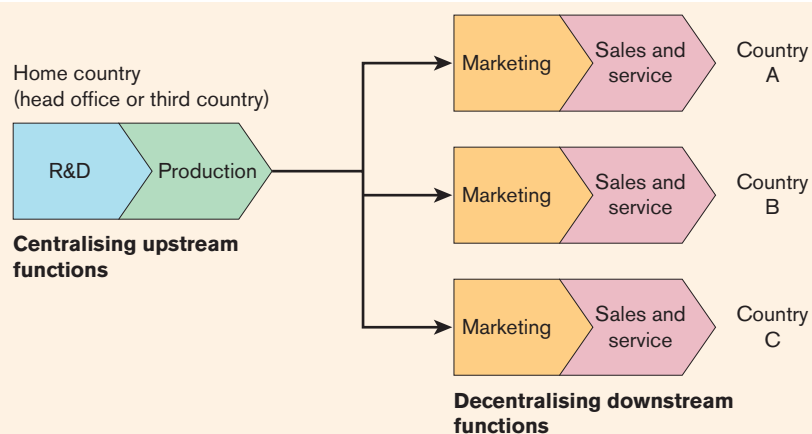 Home country
(head office or third country)
R&D
Production
Centralising upstream
functions
Marketing
Sales and
service
Country
A
Marketing
Sales and
service
Country
B
Marketing
Sales and
service
Country
C
Decentralising downstream
functions